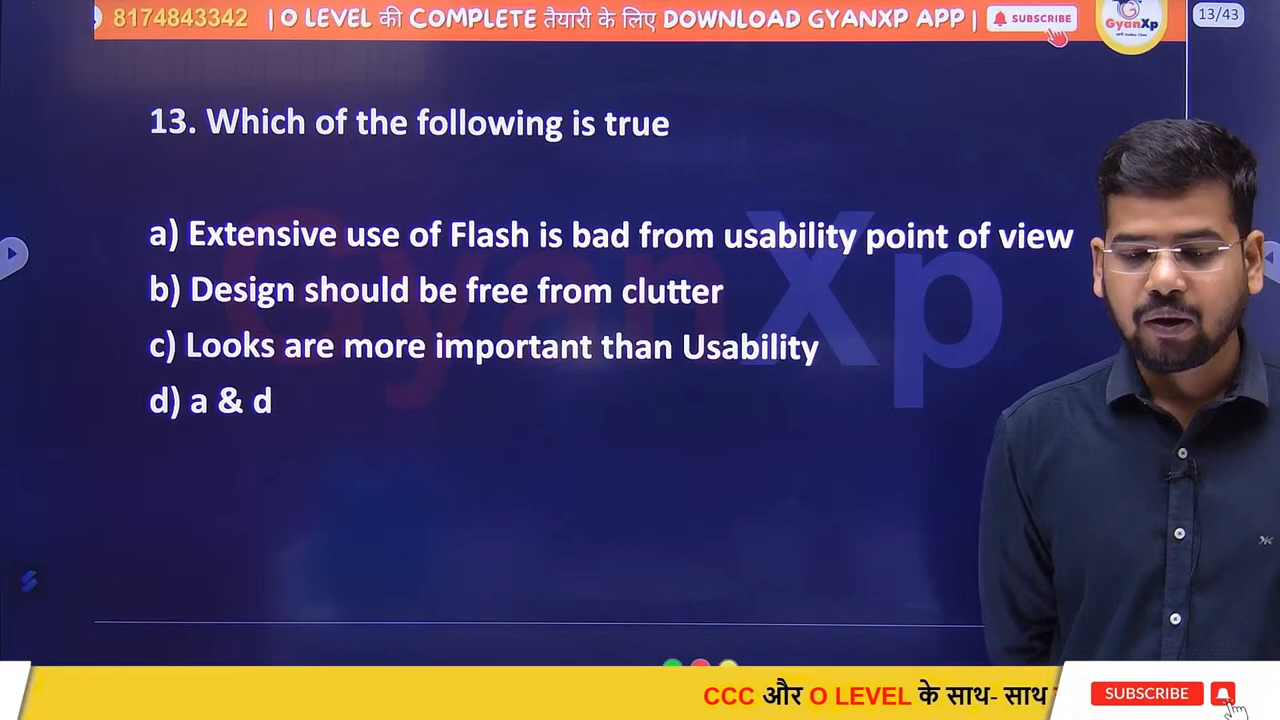 8174843342 | O LEVEL की COMPLETE तैयारी के लिए DOWNLOAD GYANXP APP |
SUBSCRIBE
GyanXp
13/43
13. Which of the following is true
a) Extensive use of Flash is bad from usability point of view
b) Design should be free from clutter
c) Looks are more important than Usability
d) a & d
GyanXp
CCC और O LEVEL के साथ- साथ
SUBSCRIBE